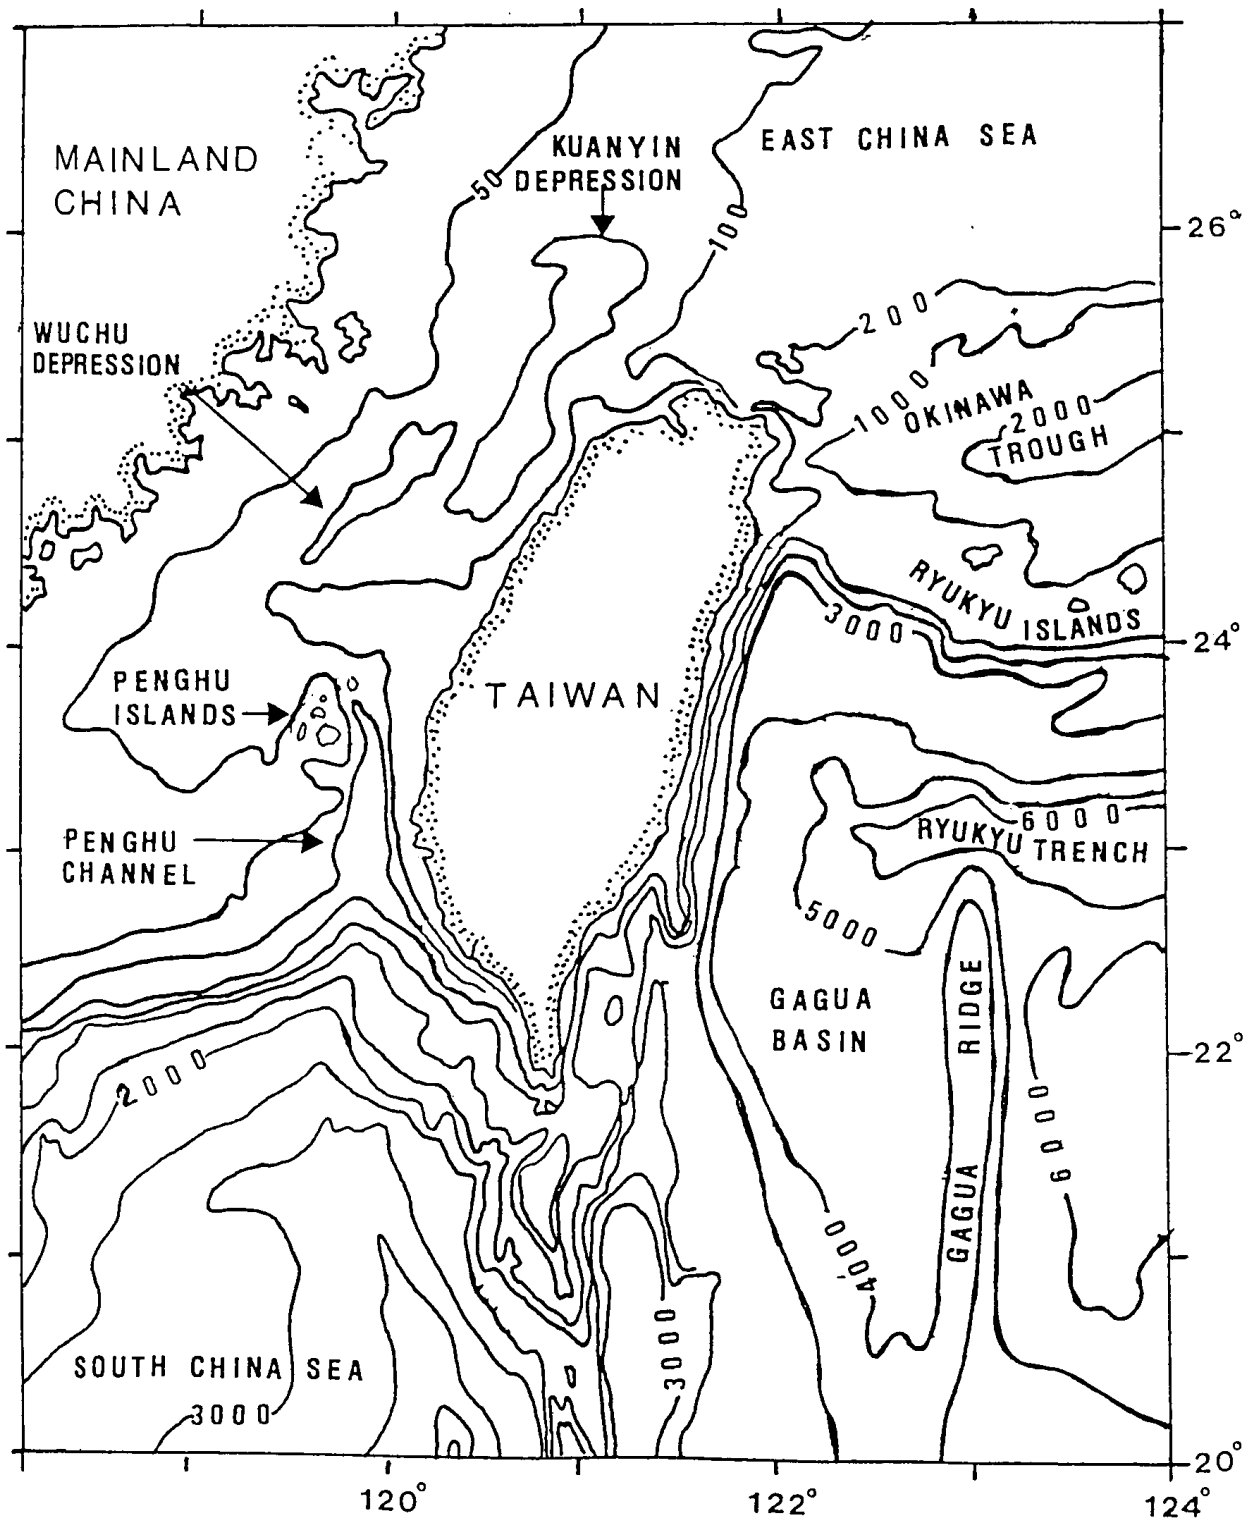 MAINLAND
CHINA
KUANYIN
DEPRESSION
EAST CHINA SEA
50
100
26°
200
WUCHU
DEPRESSION
1000
OKINAWA
2000
TROUGH
RYUKYU ISLANDS
3000
24°
PENGHU
ISLANDS
TAIWAN
6000
RYUKYU TRENCH
PENGHU
CHANNEL
5000
GAGUA
BASIN
GAGUA RIDGE
22°
2000
6000
4000
3000
SOUTH CHINA SEA
3000
20°
120°
122°
124°